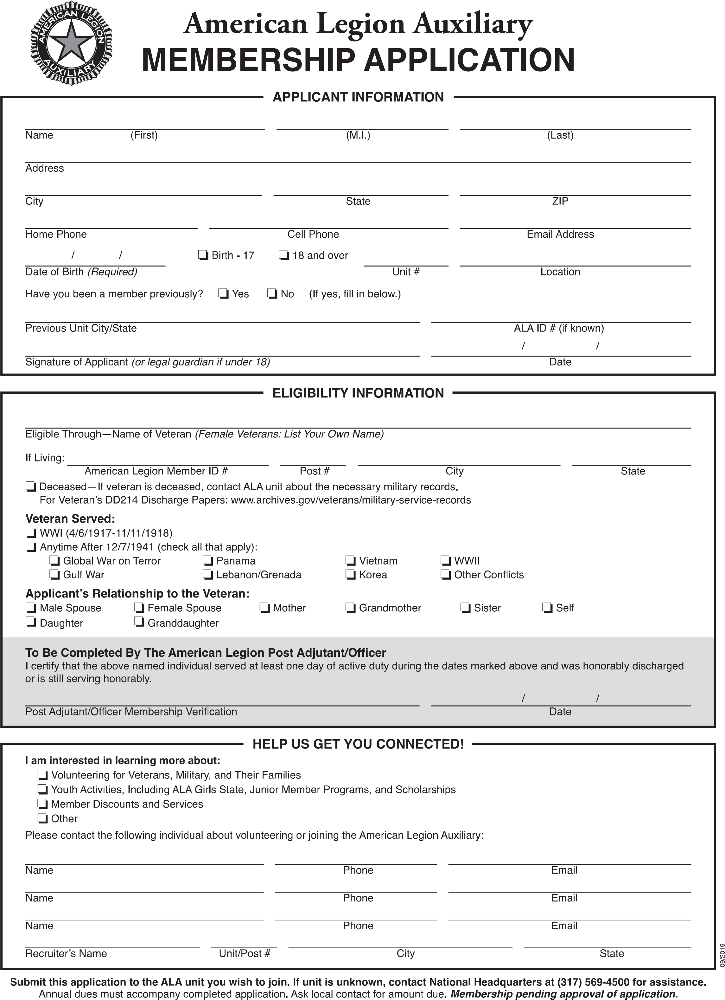 AMERICAN LEGION
AUXILIARY
American Legion Auxiliary
MEMBERSHIP APPLICATION
APPLICANT INFORMATION
Name (First) (M.I.) (Last)
Address
City State ZIP
Home Phone Cell Phone Email Address
/ / ❏ Birth - 17 ❏ 18 and over
Date of Birth (Required) Unit # Location
Have you been a member previously? ❏ Yes ❏ No (If yes, fill in below.)
Previous Unit City/State ALA ID # (if known)
/ /
Signature of Applicant (or legal guardian if under 18) Date
ELIGIBILITY INFORMATION
Eligible Through—Name of Veteran (Female Veterans: List Your Own Name)
If Living:
American Legion Member ID # Post # City State
❏ Deceased—If veteran is deceased, contact ALA unit about the necessary military records.
For Veteran's DD214 Discharge Papers: www.archives.gov/veterans/military-service-records
Veteran Served:
❏ WWI (4/6/1917-11/11/1918)
❏ Anytime After 12/7/1941 (check all that apply):
❏ Global War on Terror ❏ Panama ❏ Vietnam ❏ WWII
❏ Gulf War ❏ Lebanon/Grenada ❏ Korea ❏ Other Conflicts
Applicant's Relationship to the Veteran:
❏ Male Spouse ❏ Female Spouse ❏ Mother ❏ Grandmother ❏ Sister ❏ Self
❏ Daughter ❏ Granddaughter
To Be Completed By The American Legion Post Adjutant/Officer
I certify that the above named individual served at least one day of active duty during the dates marked above and was honorably discharged
or is still serving honorably.
/ /
Post Adjutant/Officer Membership Verification Date
HELP US GET YOU CONNECTED!
I am interested in learning more about:
❏ Volunteering for Veterans, Military, and Their Families
❏ Youth Activities, Including ALA Girls State, Junior Member Programs, and Scholarships
❏ Member Discounts and Services
❏ Other
Please contact the following individual about volunteering or joining the American Legion Auxiliary:
Name Phone Email
Name Phone Email
Name Phone Email
Recruiter's Name Unit/Post # City State
09/2019
Submit this application to the ALA unit you wish to join. If unit is unknown, contact National Headquarters at (317) 569-4500 for assistance.
Annual dues must accompany completed application. Ask local contact for amount due. Membership pending approval of application.